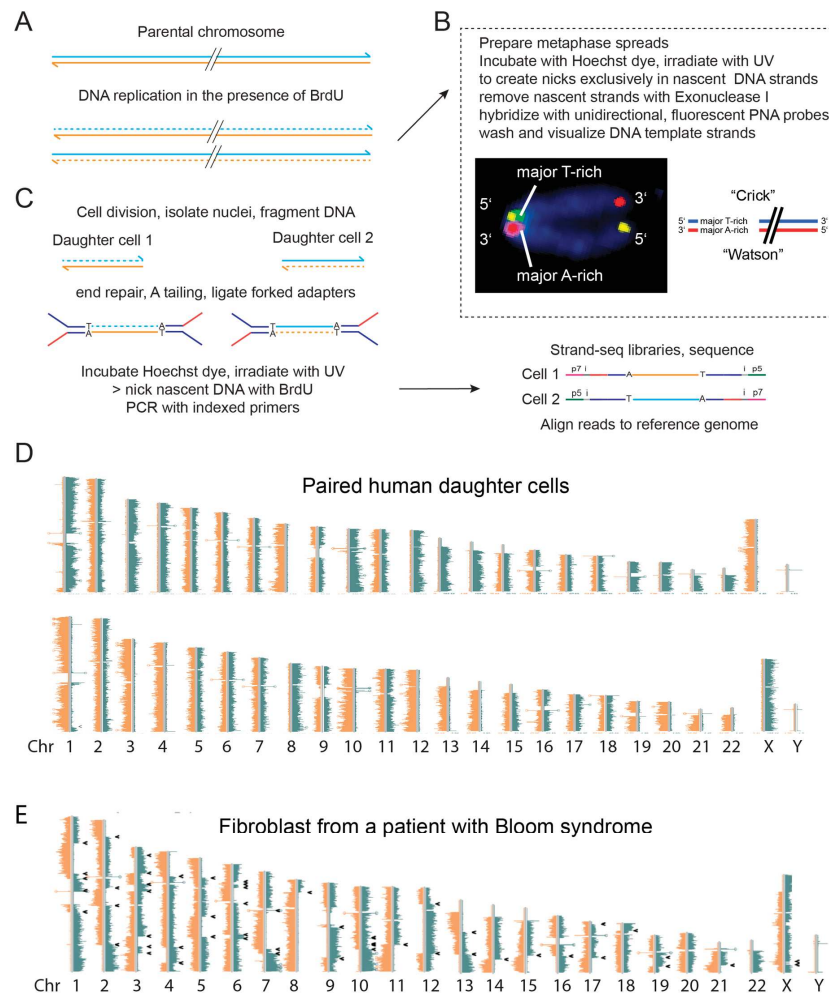 A
Parental chromosome
DNA replication in the presence of BrdU
B
Prepare metaphase spreads
Incubate with Hoechst dye, irradiate with UV
to create nicks exclusively in nascent DNA strands
remove nascent strands with Exonuclease I
hybridize with unidirectional, fluorescent PNA probes
wash and visualize DNA template strands
major T-rich
5‘
3‘
3‘
5‘
major A-rich
“Crick”
5‘ major T-rich 3‘
3‘ major A-rich 5‘
“Watson”
C
Cell division, isolate nuclei, fragment DNA
Daughter cell 1
Daughter cell 2
end repair, A tailing, ligate forked adapters
T A T A
A T A T
Incubate Hoechst dye, irradiate with UV
> nick nascent DNA with BrdU
PCR with indexed primers
Strand-seq libraries, sequence
p7 i i p5
Cell 1 A T
p5 i i p7
Cell 2 T A
Align reads to reference genome
D
Paired human daughter cells
Chr 1 2 3 4 5 6 7 8 9 10 11 12 13 14 15 16 17 18 19 20 21 22 X Y
E
Fibroblast from a patient with Bloom syndrome
Chr 1 2 3 4 5 6 7 8 9 10 11 12 13 14 15 16 17 18 19 20 21 22 X Y